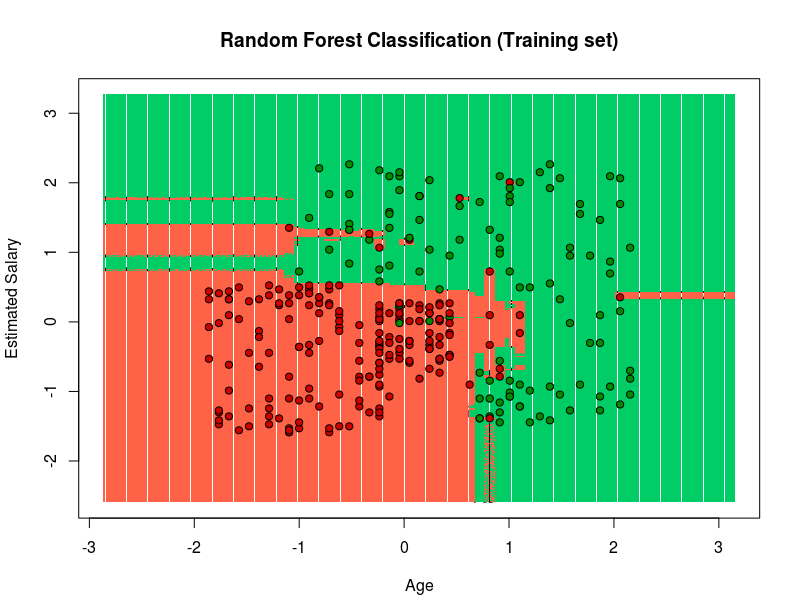 Random Forest Classification (Training set)
Estimated Salary
3
2
1
0
-1
-2
-3 -2 -1 0 1 2 3
Age